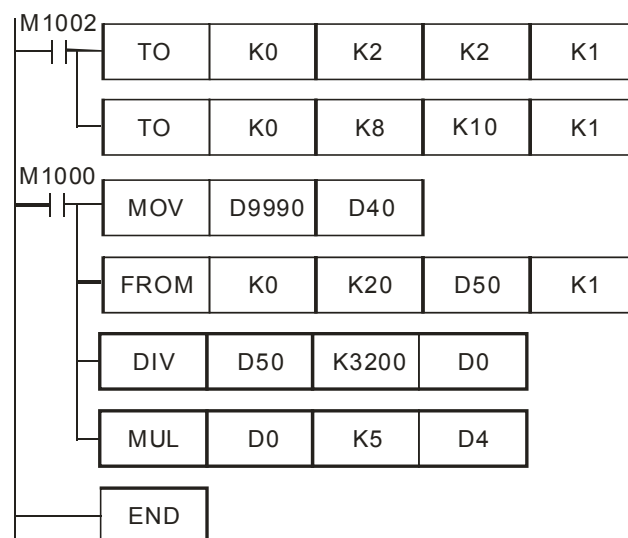 M1002
TO K0 K2 K2 K1
TO K0 K8 K10 K1
M1000
MOV D9990 D40
FROM K0 K20 D50 K1
DIV D50 K3200 D0
MUL D0 K5 D4
END